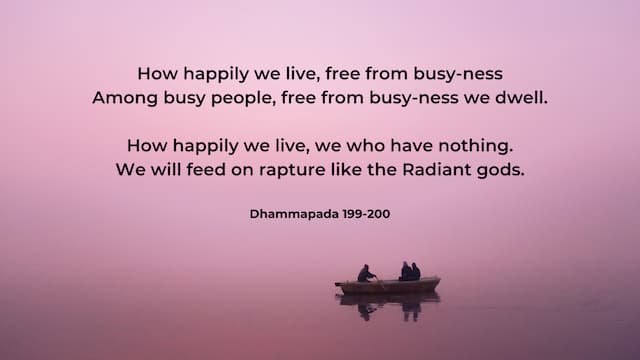 How happily we live, free from busy-ness
Among busy people, free from busy-ness we dwell.
How happily we live, we who have nothing.
We will feed on rapture like the Radiant gods.
Dhammapada 199-200